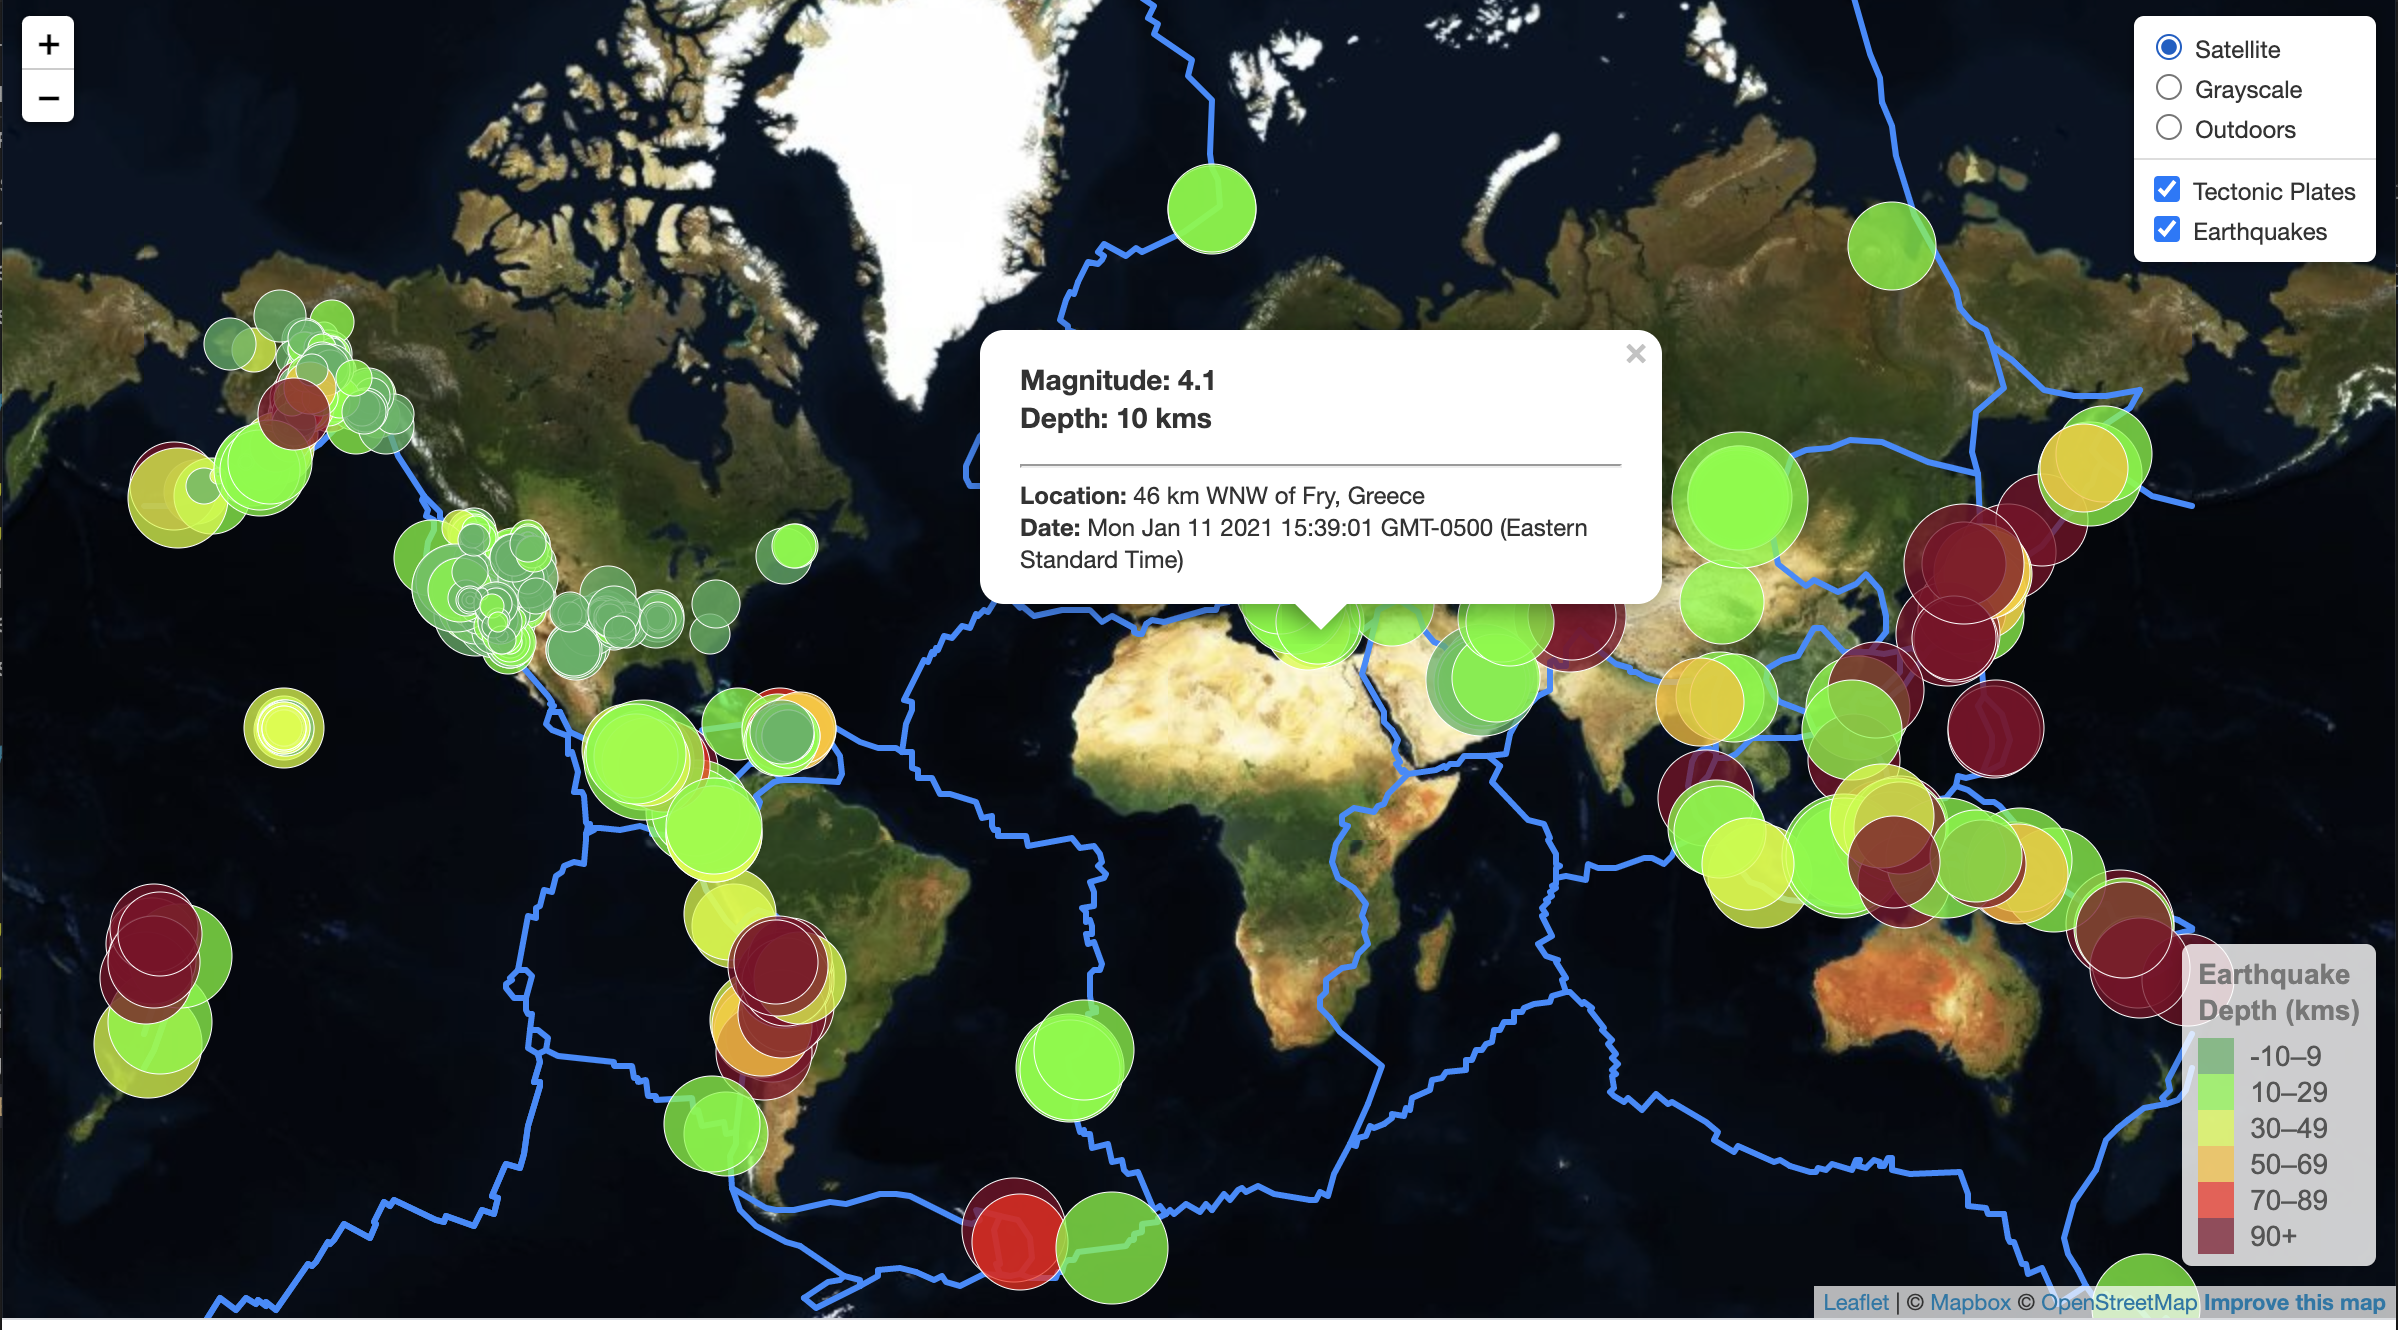 +
−
Satellite
Grayscale
Outdoors
Tectonic Plates
Earthquakes
×
Magnitude: 4.1
Depth: 10 kms
Location: 46 km WNW of Fry, Greece
Date: Mon Jan 11 2021 15:39:01 GMT-0500 (Eastern
Standard Time)
Earthquake
Depth (kms)
-10–9
10–29
30–49
50–69
70–89
90+
Leaflet | © Mapbox © OpenStreetMap Improve this map